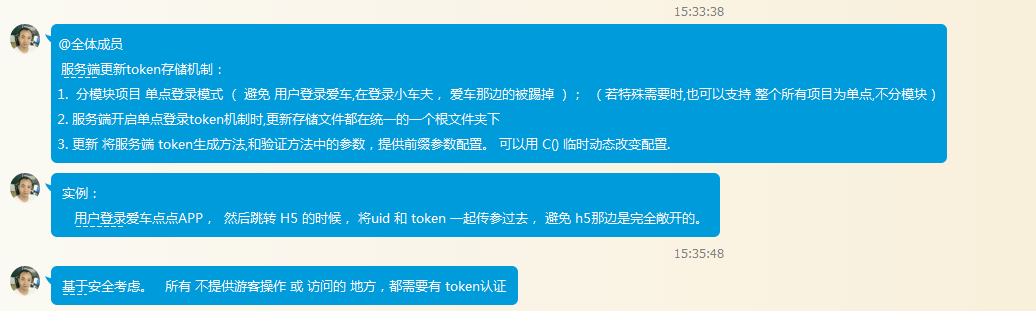 15:33:38
@全体成员
服务端更新token存储机制：
1. 分模块项目 单点登录模式（ 避免 用户登录爱车,在登录小车夫， 爱车那边的被踢掉 ）； （若特殊需要时,也可以支持 整个所有项目为单点,不分模块）
2. 服务端开启单点登录token机制时,更新存储文件都在统一的一个根文件夹下
3. 更新 将服务端 token生成方法,和验证方法中的参数，提供前缀参数配置。 可以用 C() 临时动态改变配置.
实例：
用户登录爱车点点APP， 然后跳转 H5 的时候， 将uid 和 token 一起传参过去， 避免 h5那边是完全敞开的。
15:35:48
基于安全考虑。 所有 不提供游客操作 或 访问的 地方，都需要有 token认证